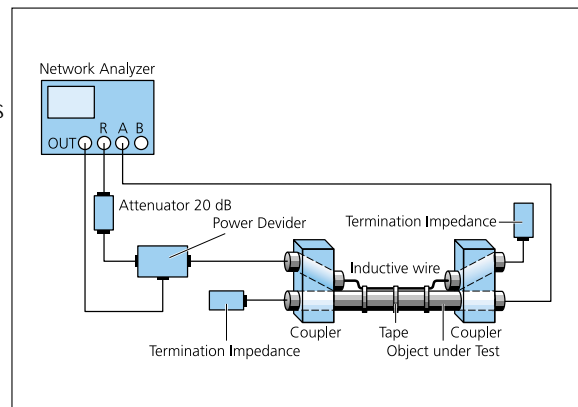 Network Analyzer
R A B
OUT
s
Attenuator 20 dB
Power Devider
Termination Impedance
Inductive wire
Coupler
Tape
Coupler
Termination Impedance
Object under Test